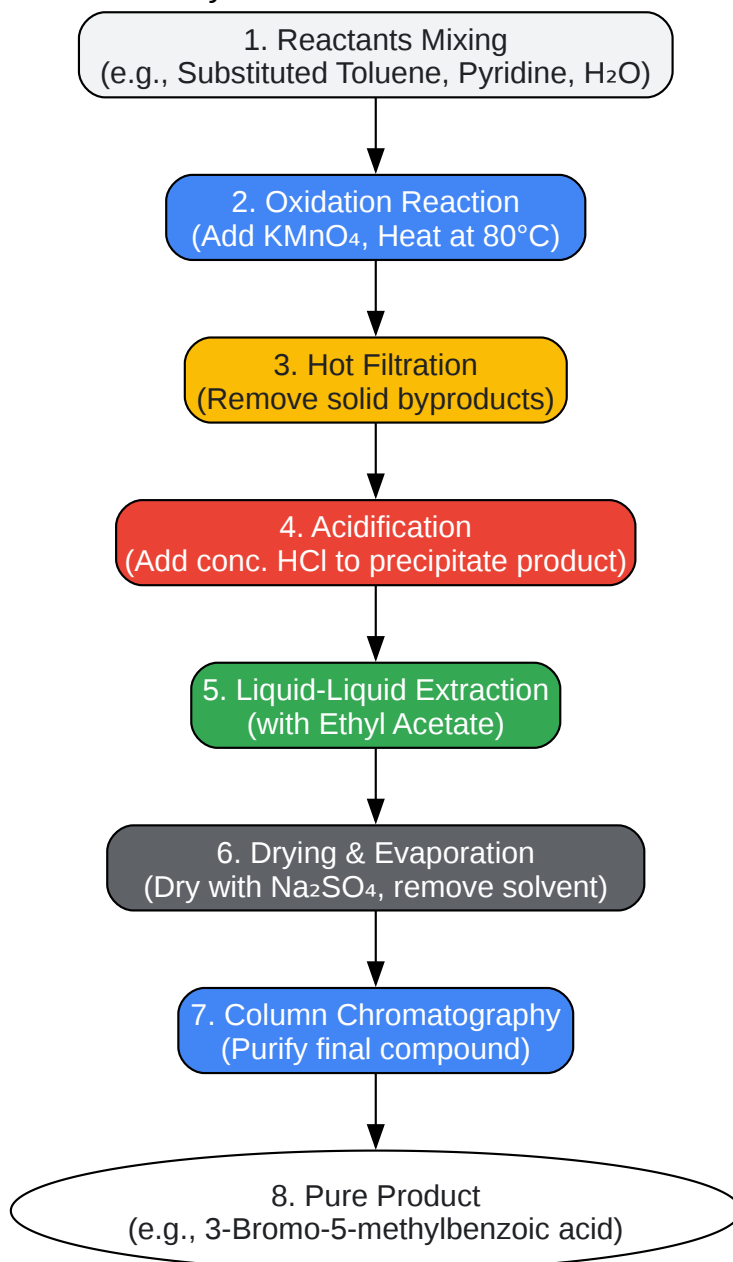 1. Reactants Mixing
(e.g., Substituted Toluene, Pyridine, H₂O)
2. Oxidation Reaction
(Add KMnO₄, Heat at 80°C)
3. Hot Filtration
(Remove solid byproducts)
4. Acidification
(Add conc. HCl to precipitate product)
5. Liquid-Liquid Extraction
(with Ethyl Acetate)
6. Drying & Evaporation
(Dry with Na₂SO₄, remove solvent)
7. Column Chromatography
(Purify final compound)
8. Pure Product
(e.g., 3-Bromo-5-methylbenzoic acid)